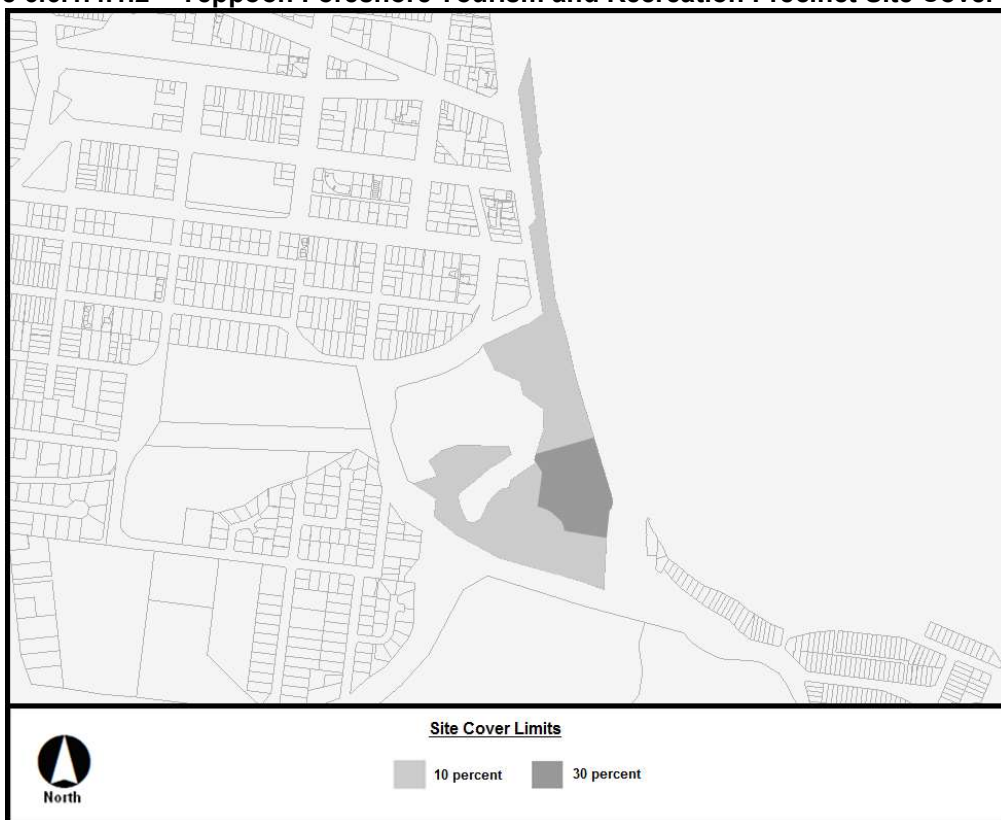 Yeppoon Foreshore Tourism and Recreation Precinct Site Cover
Site Cover Limits
10 percent 30 percent
North